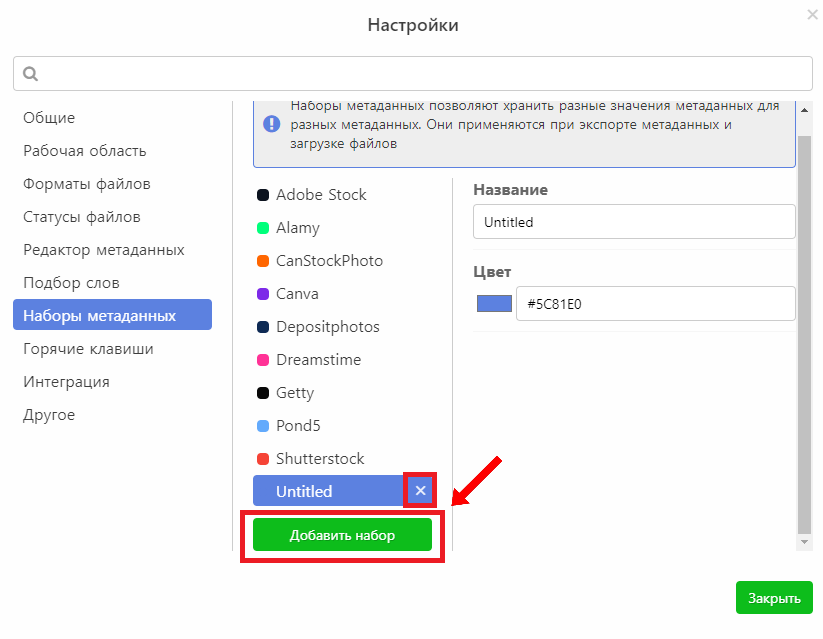 Настройки
Общие
Рабочая область
Форматы файлов
Статусы файлов
Редактор метаданных
Подбор слов
Наборы метаданных
Горячие клавиши
Интеграция
Другое
Наборы метаданных позволяют хранить разные значения метаданных для
разных метаданных. Они применяются при экспорте метаданных и
загрузке файлов
Adobe Stock
Alamy
CanStockPhoto
Canva
Depositphotos
Dreamstime
Getty
Pond5
Shutterstock
Untitled
Добавить набор
Название
Untitled
Цвет
#5C81E0
Закрыть